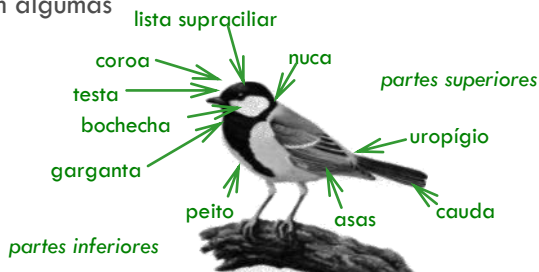 m algumas
lista supraciliar
coroa
nuca
testa
partes superiores
bochecha
uropígio
garganta
peito
asas
cauda
partes inferiores